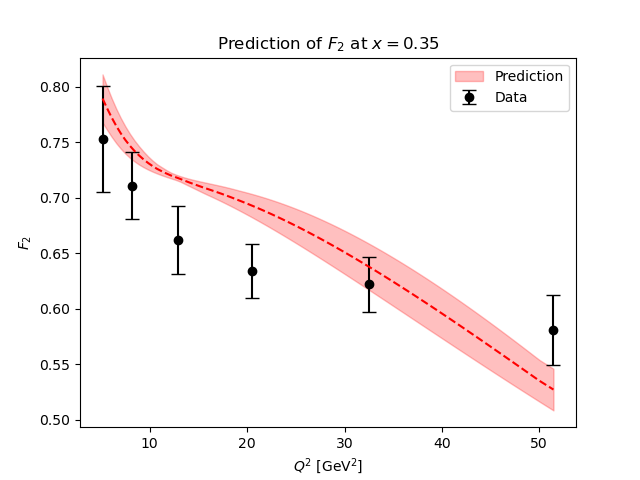 Prediction of $F_2$ at $x = 0.35$
Prediction
Data
0.80
0.75
0.70
0.65
0.60
0.55
0.50
$F_2$
10
20
30
40
50
$Q^2$ [GeV$^2$]